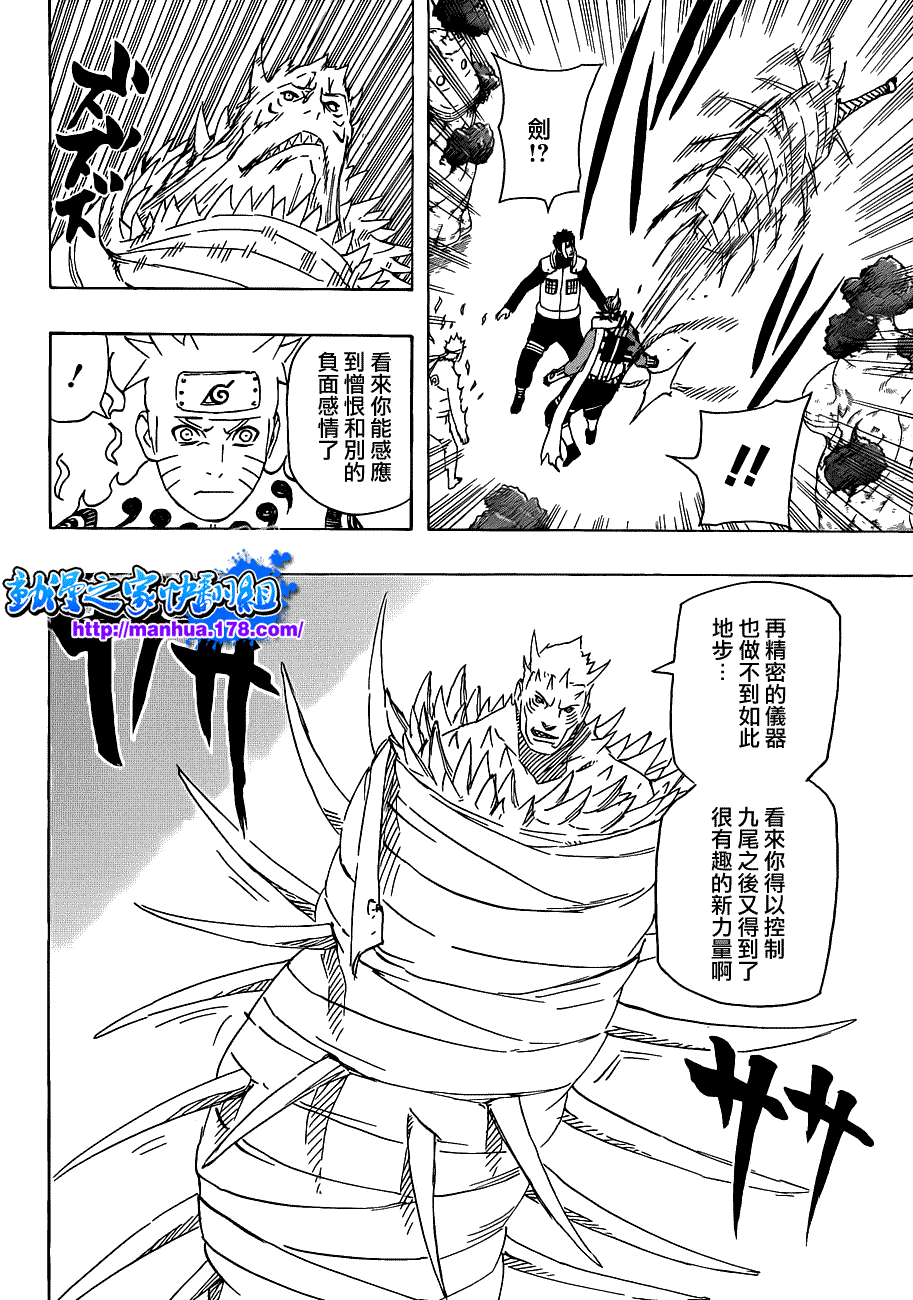 劍
!?
!!
ズズズ
看來你能感應
到憎恨和別的
負面感情了
!
再精密的儀器
也做不到如此
地步…
看來你得以控制
九尾之後又得到了
很有趣的新力量啊
動漫之家快翻組
http://manhua.178.com/
ササ
ササ